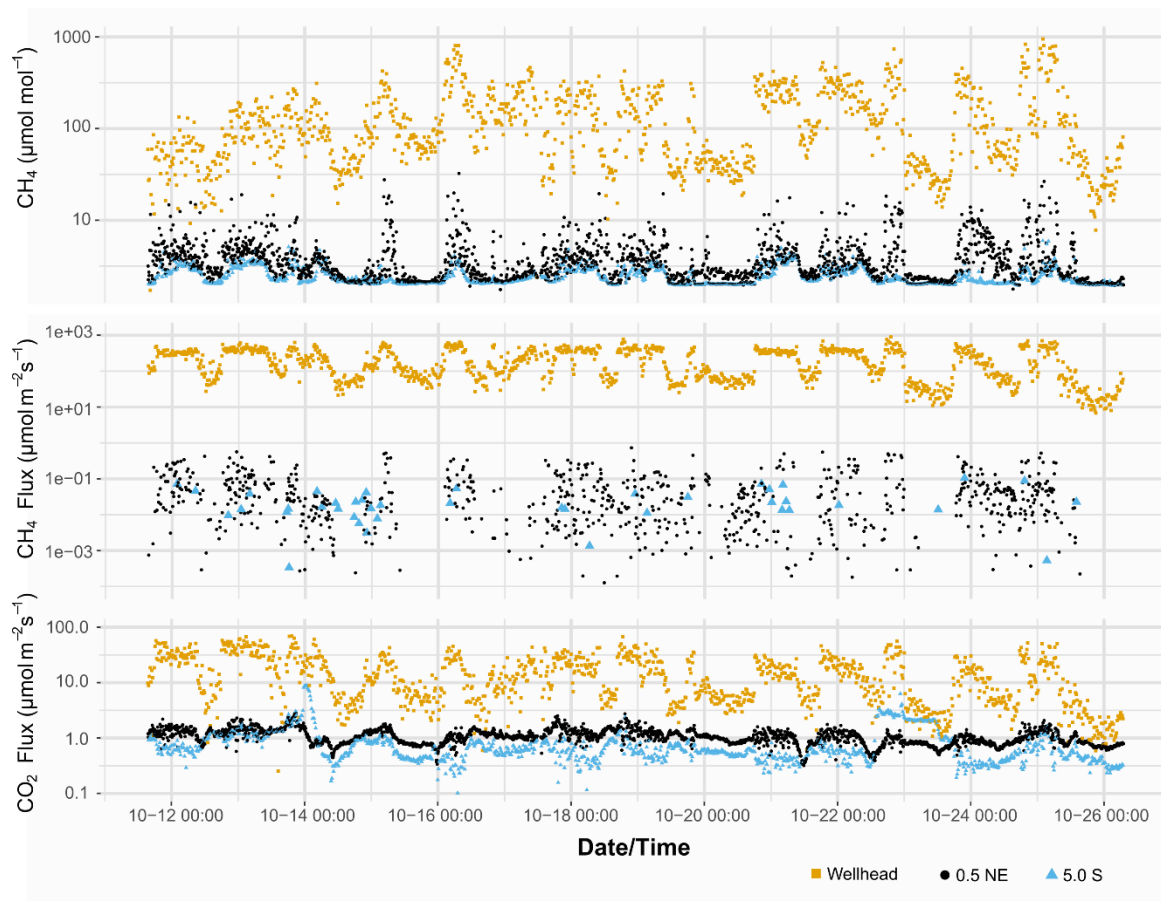 CH₄ (µmol mol⁻¹)
1000
100
10
CH₄ Flux (µmol m⁻² s⁻¹)
1e+03
1e+01
1e−01
1e−03
CO₂ Flux (µmol m⁻² s⁻¹)
100.0
10.0
1.0
0.1
10−12 00:00 10−14 00:00 10−16 00:00 10−18 00:00 10−20 00:00 10−22 00:00 10−24 00:00 10−26 00:00
Date/Time
Wellhead 0.5 NE 5.0 S